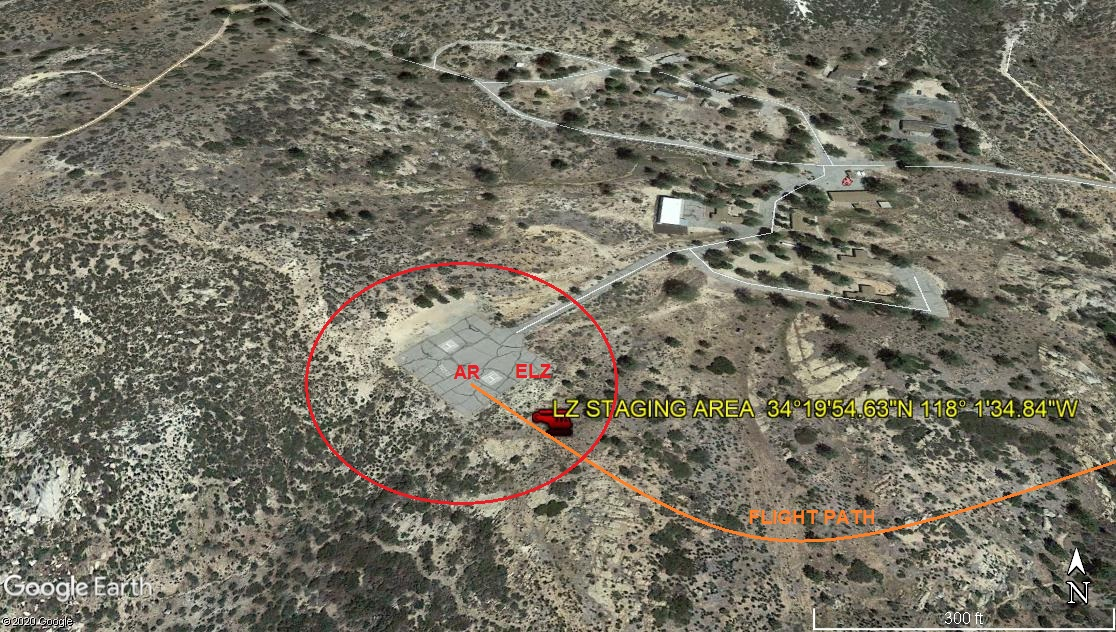 AR ELZ
LZ STAGING AREA 34°19'54.63"N 118° 1'34.84"W
FLIGHT PATH
Google Earth
N
©2020 Google
300 ft